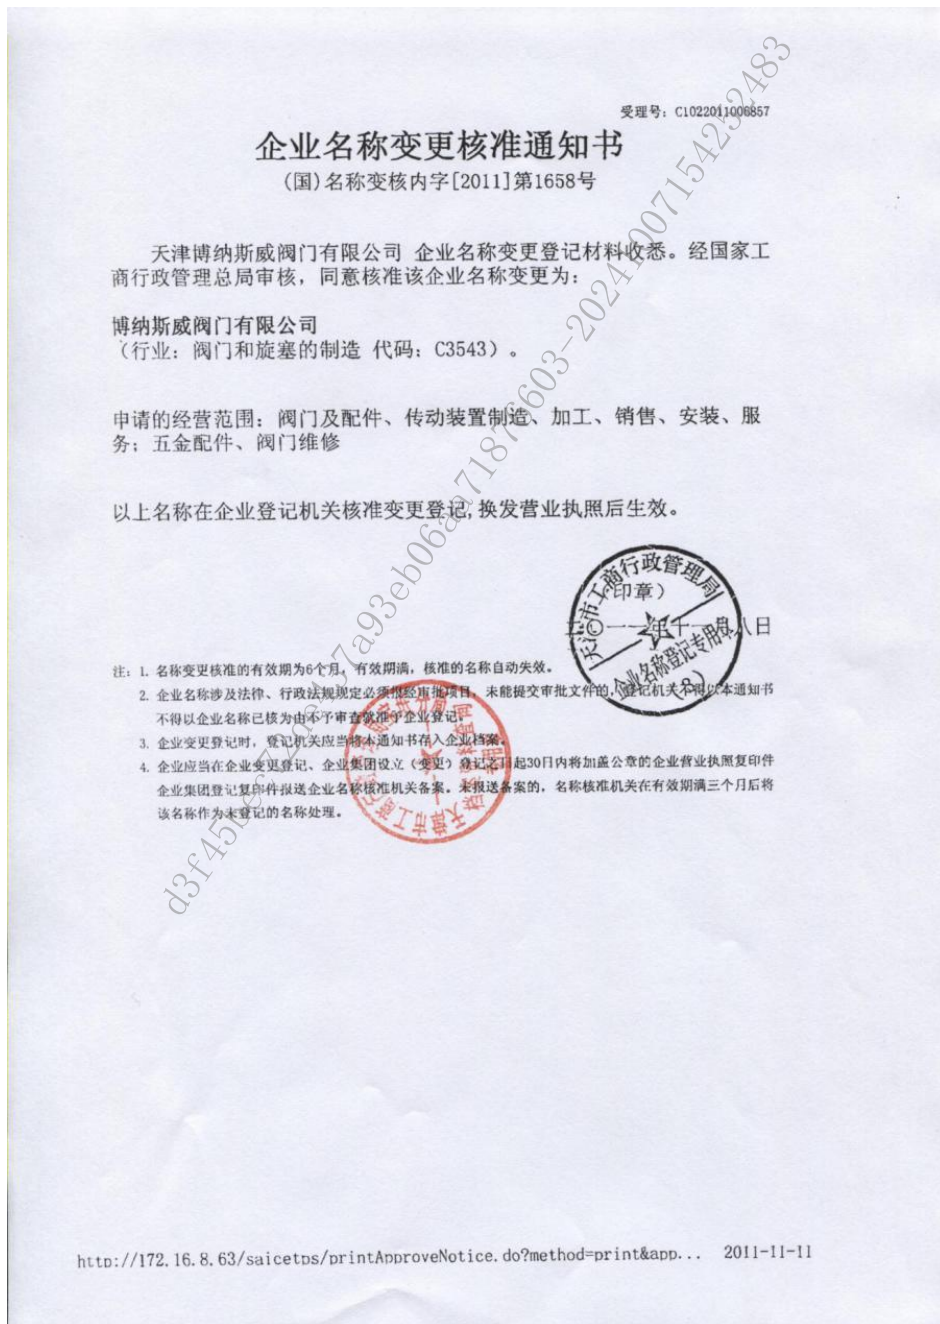 受理号：C1022011006857
企业名称变更核准通知书
(国)名称变核内字[2011]第1658号
天津博纳斯威阀门有限公司 企业名称变更登记材料收悉。经国家工
商行政管理总局审核，同意核准该企业名称变更为：
博纳斯威阀门有限公司
（行业：阀门和旋塞的制造 代码：C3543）。
申请的经营范围：阀门及配件、传动装置制造、加工、销售、安装、服
务；五金配件、阀门维修
以上名称在企业登记机关核准变更登记,换发营业执照后生效。
天津市工商行政管理局
印章）
企业名称登记专用章
注：1. 名称变更核准的有效期为6个月，有效期满，核准的名称自动失效。
2. 企业名称涉及法律、行政法规规定必须报经审批项目，未能提交审批文件的，登记机关不得以本通知书
不得以企业名称已核为由不予审查就准予企业登记。
3. 企业变更登记时，登记机关应当将本通知书存入企业档案。
4. 企业应当在企业变更登记、企业集团设立（变更）登记之日起30日内将加盖公章的企业营业执照复印件
企业集团登记复印件报送企业名称核准机关备案。未报送备案的，名称核准机关在有效期满三个月后将
该名称作为未登记的名称处理。
http://172.16.8.63/saicetps/printApproveNotice.do?method=print&app... 2011-11-11